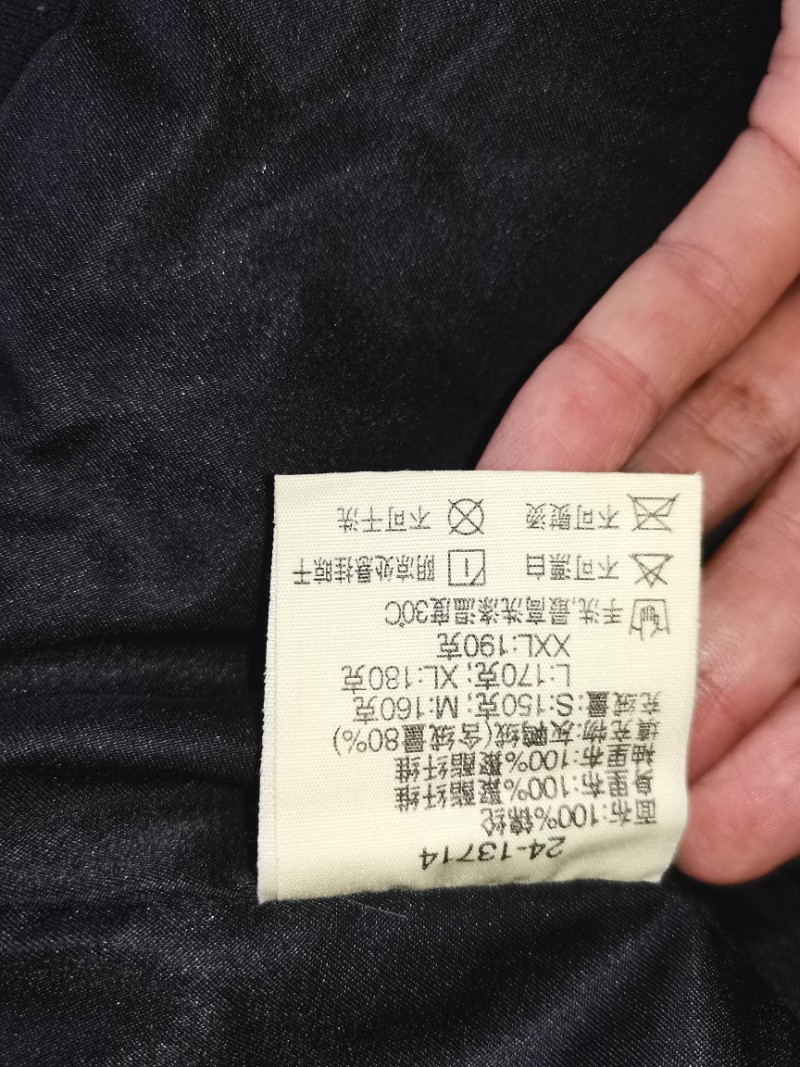 24-13714
面布:100%锦纶
身里布:100%聚酯纤维
袖里布:100%聚酯纤维
填充物:灰鸭绒(含绒量80%)
充绒量:S:150克; M:160克
L:170克; XL:180克
XXL:190克
手洗,最高洗涤温度30℃
不可漂白 阴凉处悬挂晾干
不可熨烫 不可干洗